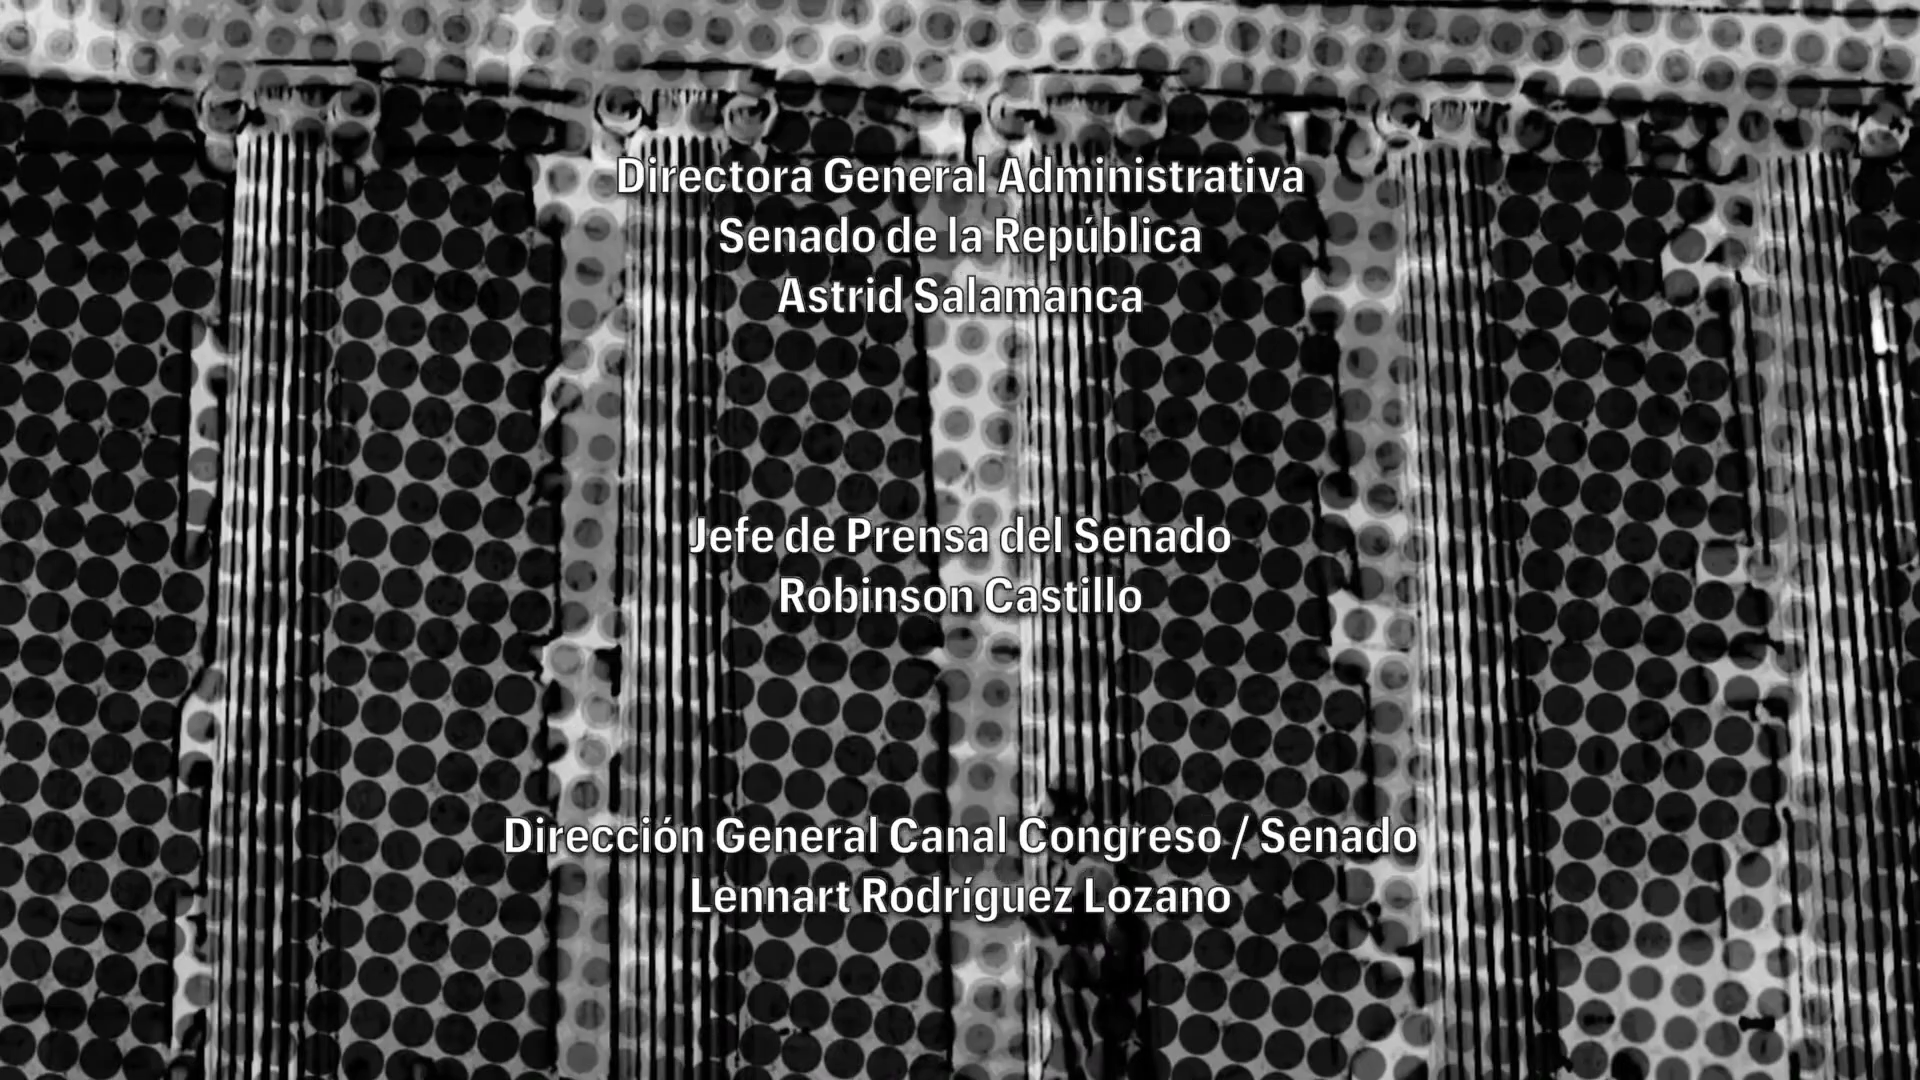 Directora General Administrativa
Senado de la República
Astrid Salamanca
Jefe de Prensa del Senado
Robinson Castillo
Dirección General Canal Congreso / Senado
Lennart Rodríguez Lozano